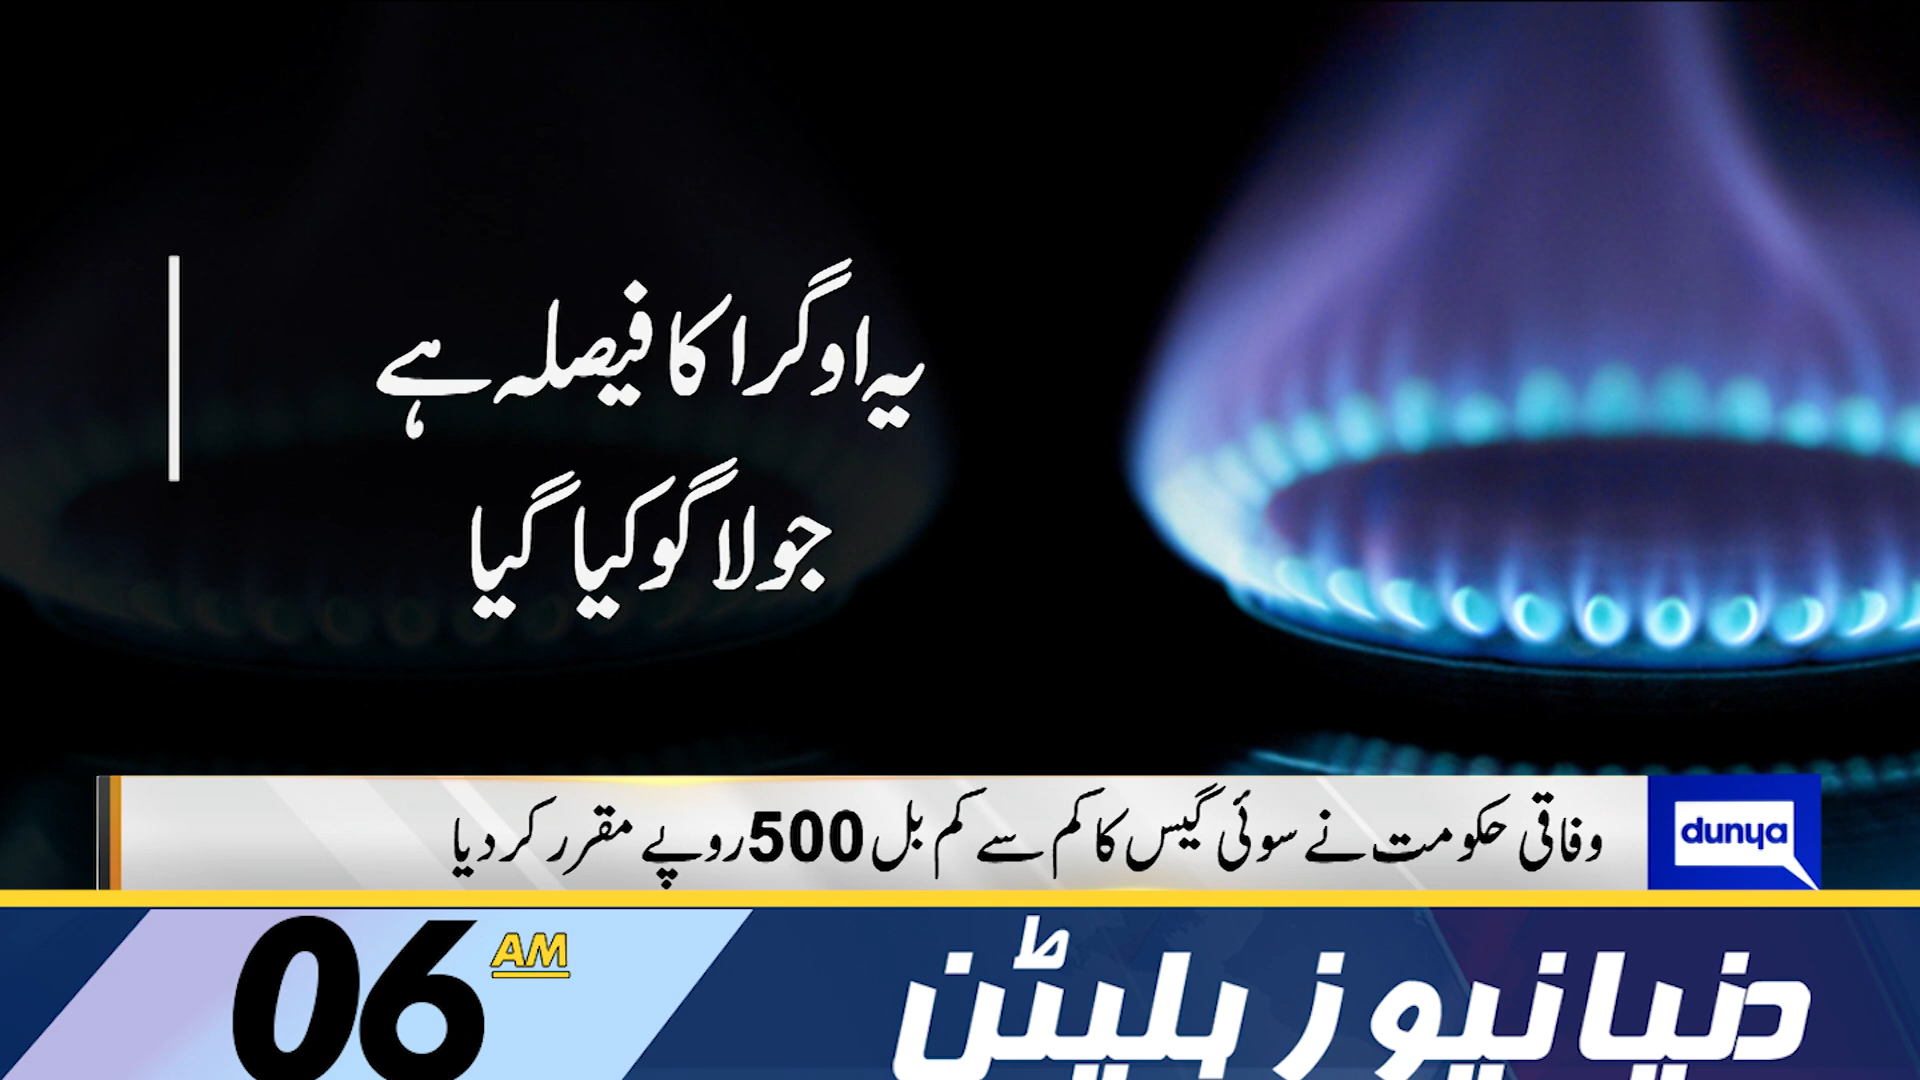 یہ اوگرا کا فیصلہ ہے
جو لاگو کیا گیا
وفاقی حکومت نے سوئی گیس کا کم سے کم بل 500 روپے مقرر کر دیا
dunya
06 AM
دنیا نیوز بلیٹن